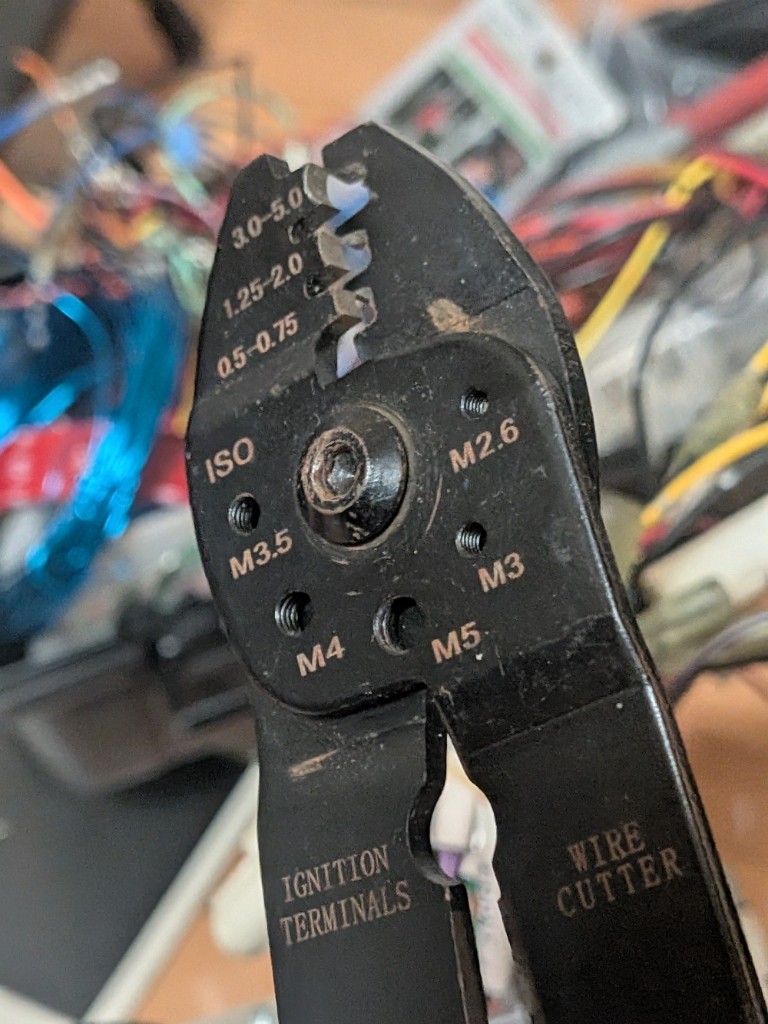 3.0-5.0
1.25-2.0
0.5-0.75
ISO
M2.6
M3.5
M3
M4
M5
IGNITION
TERMINALS
WIRE
CUTTER